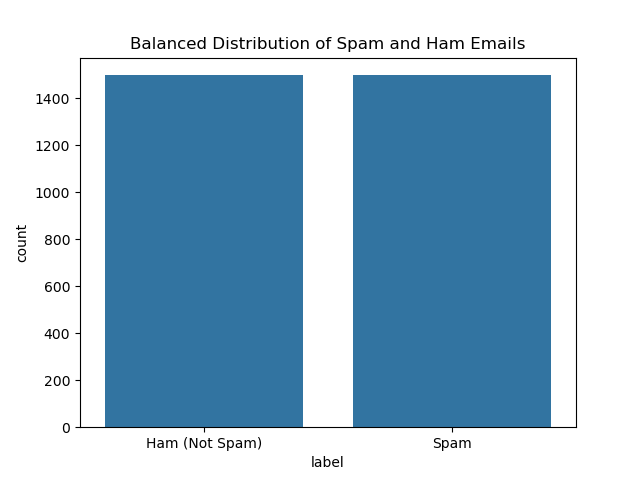 Balanced Distribution of Spam and Ham Emails
1400
1200
1000
800
600
400
200
0
count
Ham (Not Spam)
Spam
label